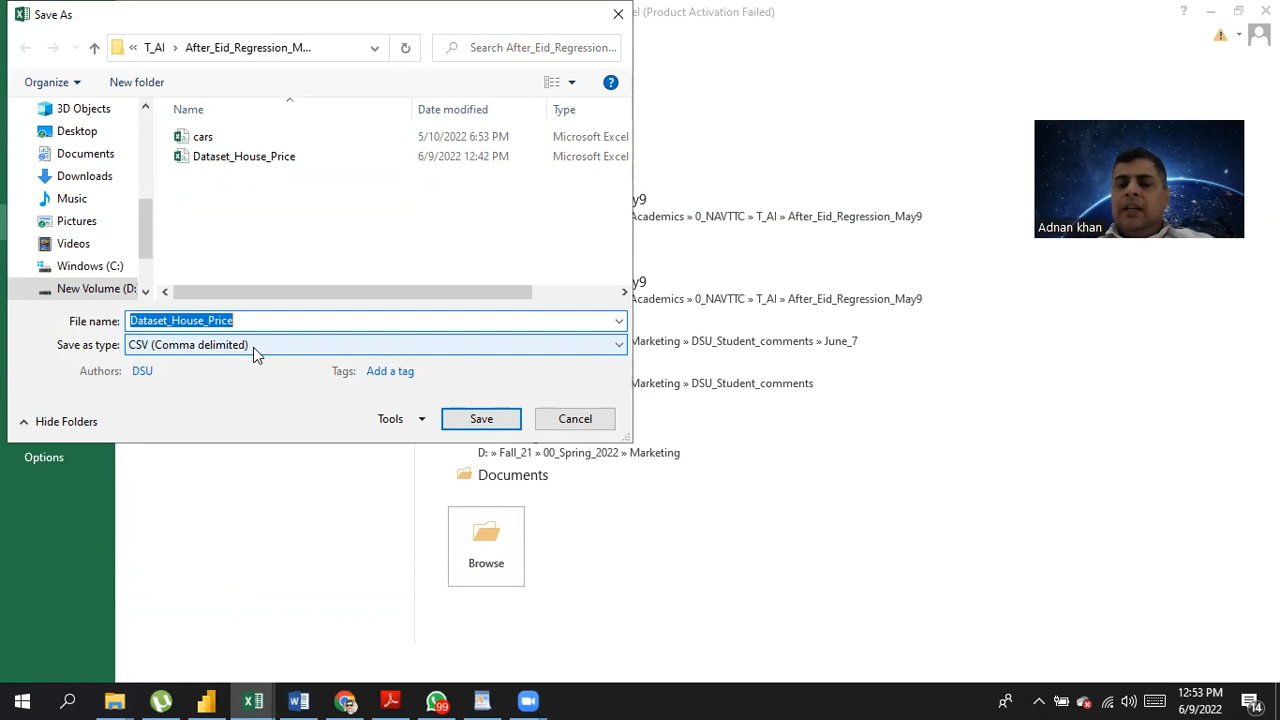 Save As
el (Product Activation Failed)
T_AI
After_Eid_Regression_M...
Search After_Eid_Regression...
Organize
New folder
3D Objects
Desktop
Documents
Downloads
Music
Pictures
Videos
Windows (C:)
New Volume (D:
Name
Date modified
Type
cars
5/10/2022 6:53 PM
Microsoft Excel
Dataset_House_Price
6/9/2022 12:42 PM
Microsoft Excel
File name:
Dataset_House_Price
Save as type:
CSV (Comma delimited)
Authors:
DSU
Tags:
Add a tag
Hide Folders
Tools
Save
Cancel
Options
y9
Academics » 0_NAVTTC » T_AI » After_Eid_Regression_May9
y9
Academics » 0_NAVTTC » T_AI » After_Eid_Regression_May9
Marketing » DSU_Student_comments » June_7
Marketing » DSU_Student_comments
D: » Fall_21 » 00_Spring_2022 » Marketing
Documents
Browse
Adnan khan
99
12:53 PM
6/9/2022
14